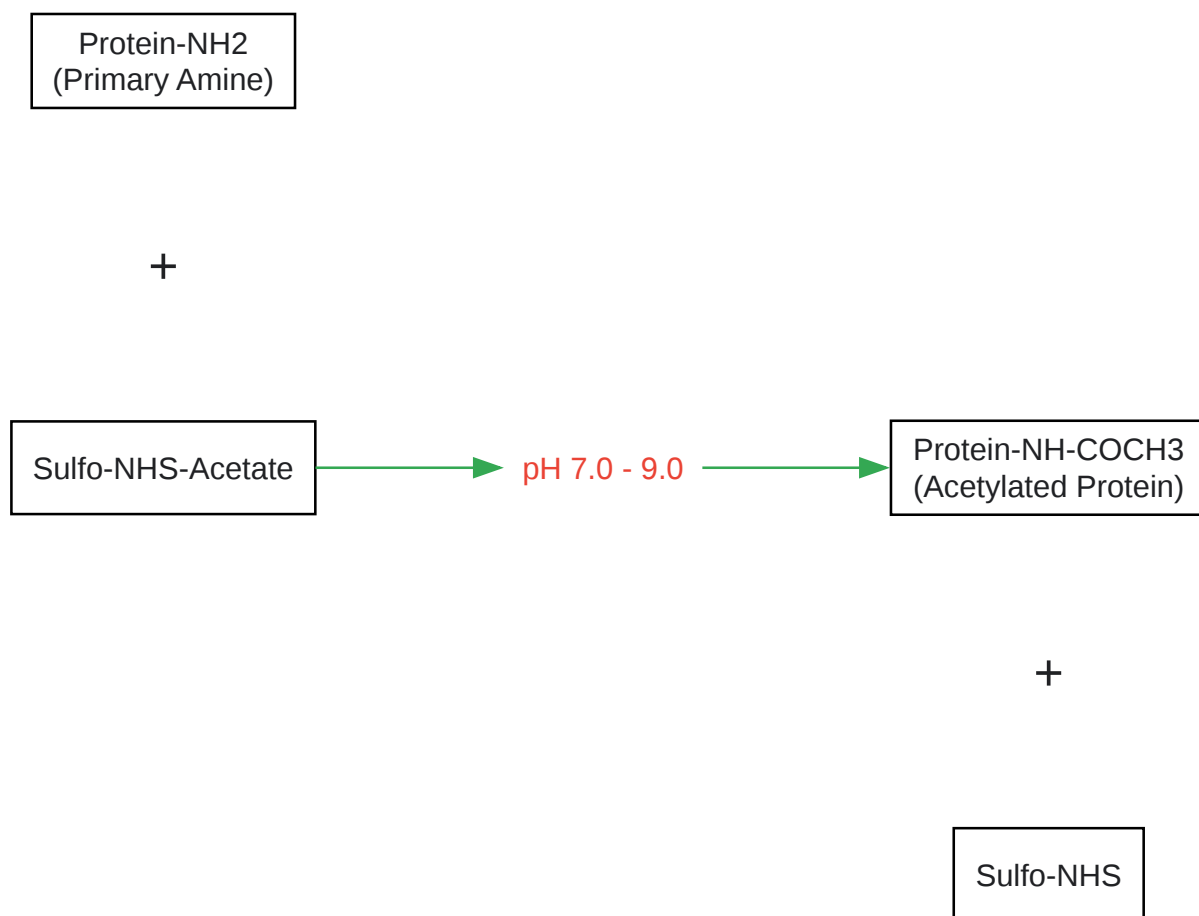 Protein-NH2
(Primary Amine)
+
Sulfo-NHS-Acetate
pH 7.0 - 9.0
Protein-NH-COCH3
(Acetylated Protein)
+
Sulfo-NHS